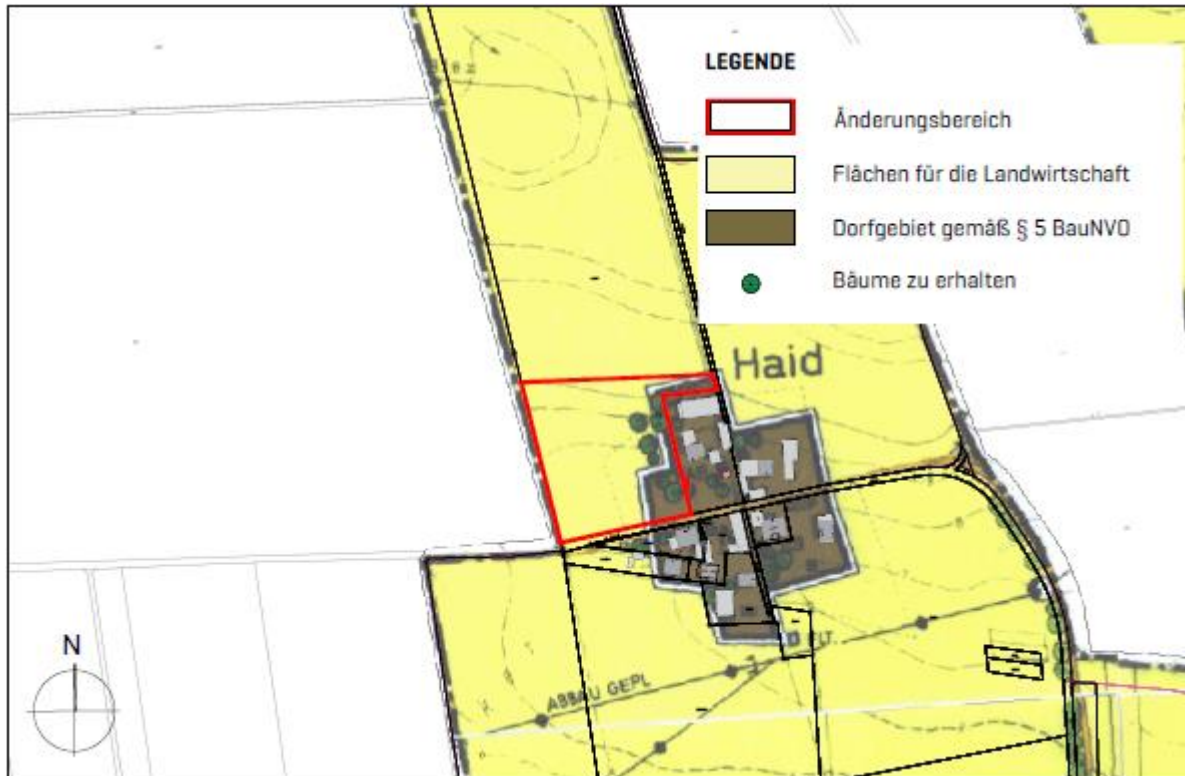 LEGENDE
Änderungsbereich
Flächen für die Landwirtschaft
Dorfgebiet gemäß § 5 BauNVO
Bäume zu erhalten
Haid
N
ABBAU GEPL